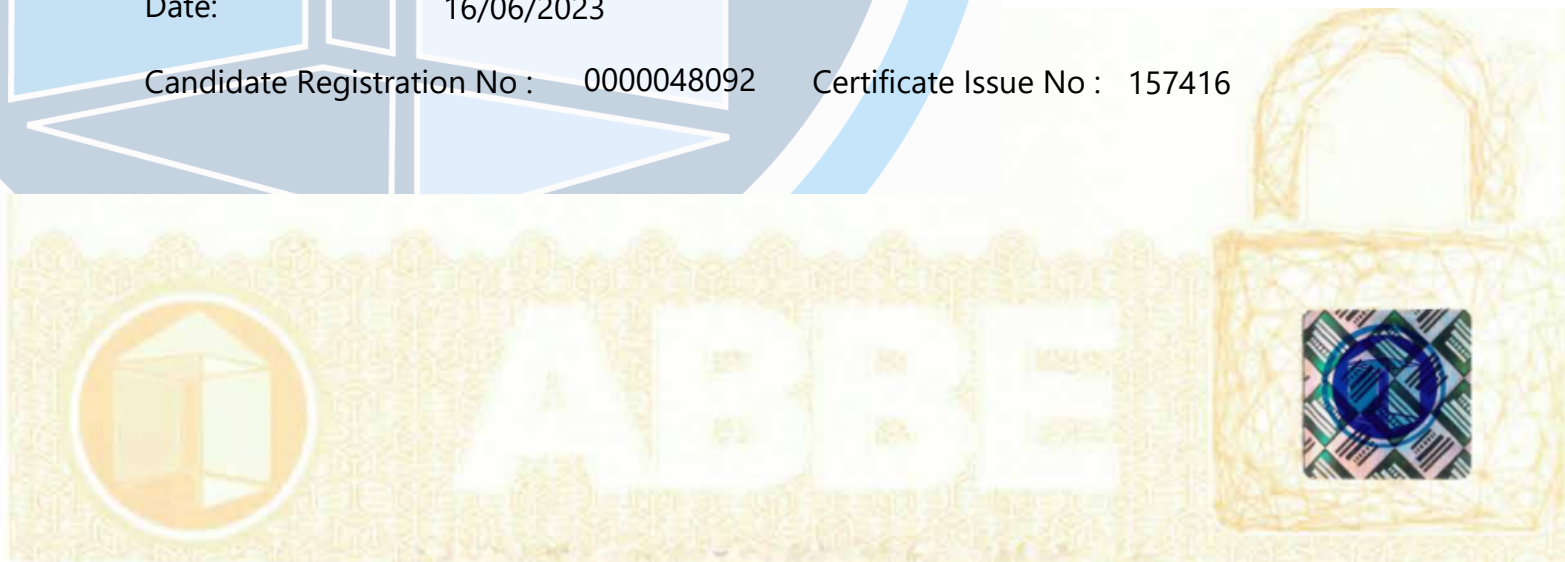 Date: 16/06/2023
Candidate Registration No : 0000048092 Certificate Issue No : 157416
ABBE